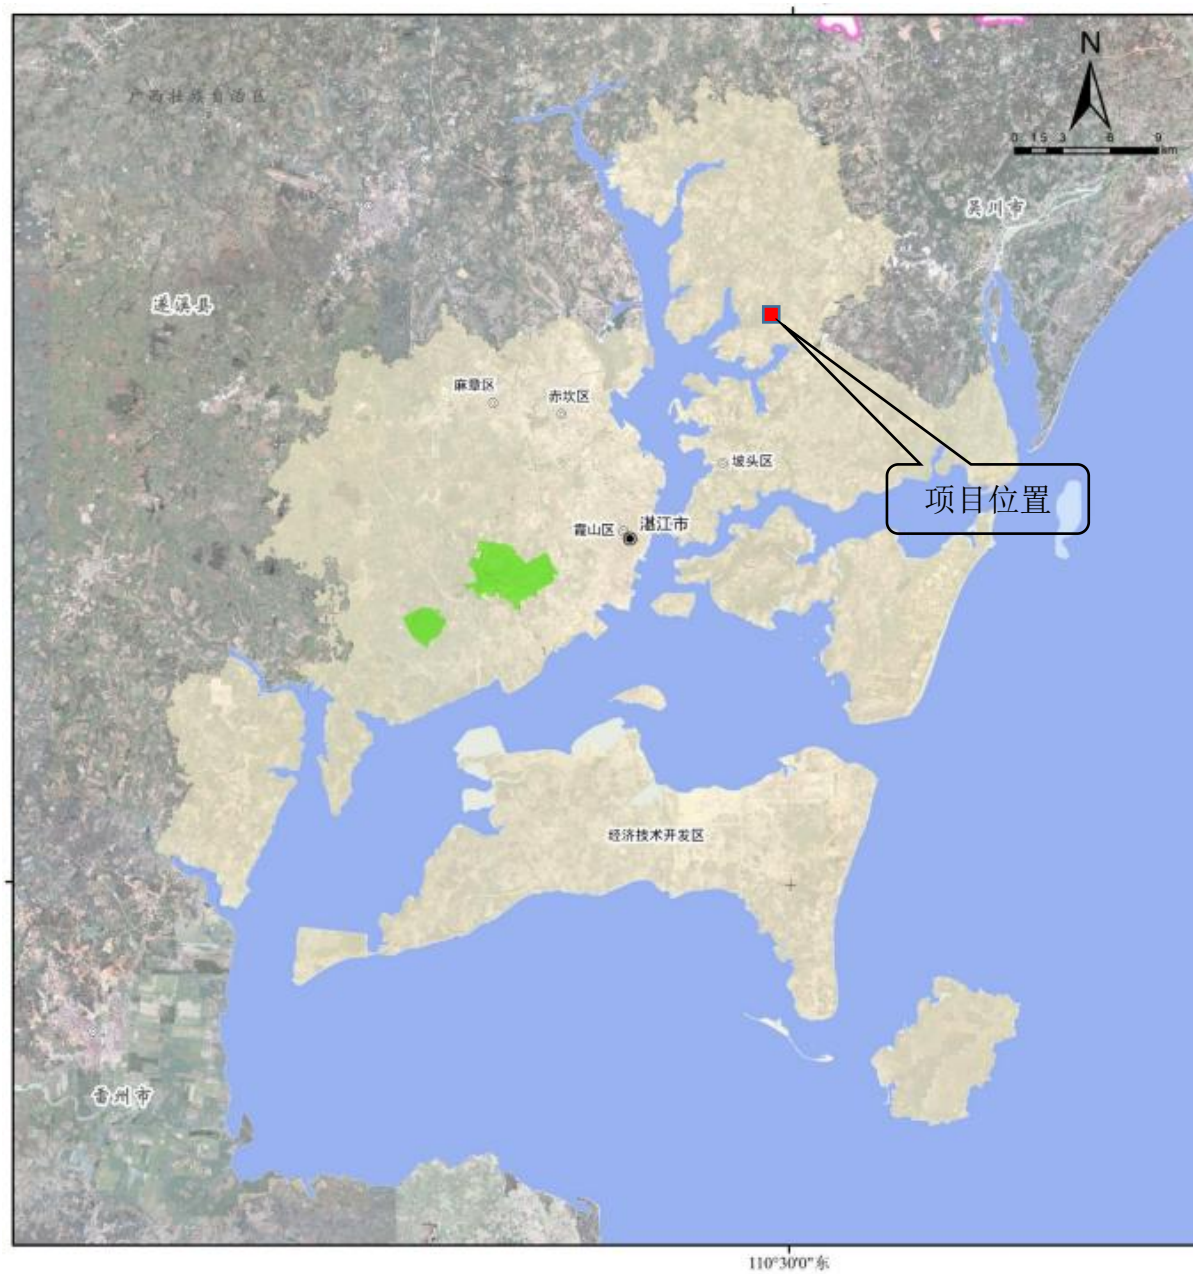 N
广西壮族自治区
0 1.5 3 6 9
km
吴川市
遂溪县
麻章区
赤坎区
坡头区
项目位置
霞山区
湛江市
经济技术开发区
雷州市
110°30'0"东